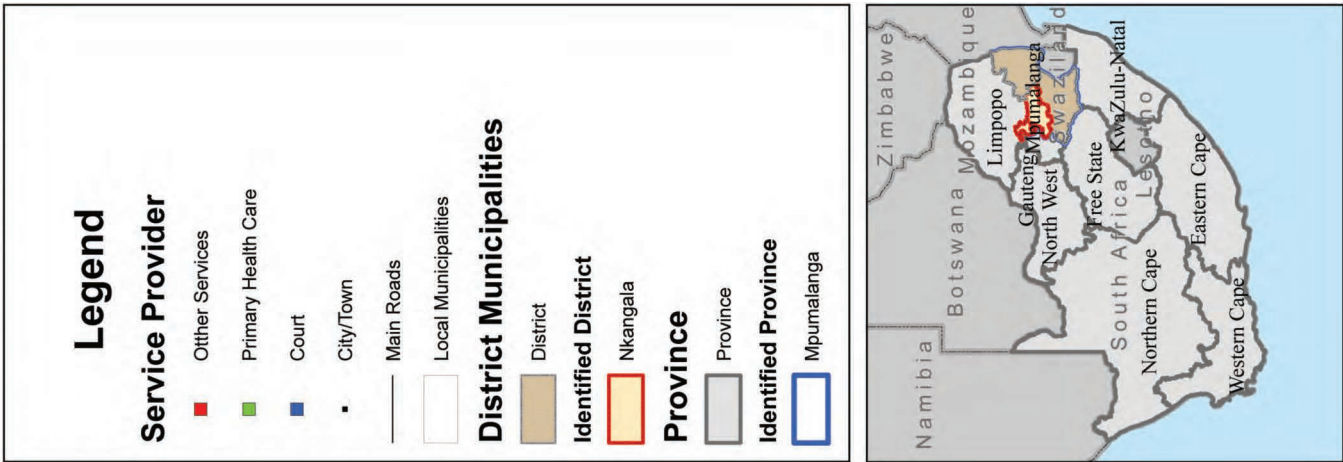 Legend
Service Provider
Otther Services
Primary Health Care
Court
City/Town
Main Roads
Local Municipalities
District Municipalities
District
Identified District
Nkangala
Province
Province
Identified Province
Mpumalanga
Zimbabwe
Mozambique
Botswana
Namibia
Limpopo
Mpumalanga
Swaziland
Gauteng
North West
Free State
KwaZulu-Natal
Lesotho
South Africa
Northern Cape
Eastern Cape
Western Cape